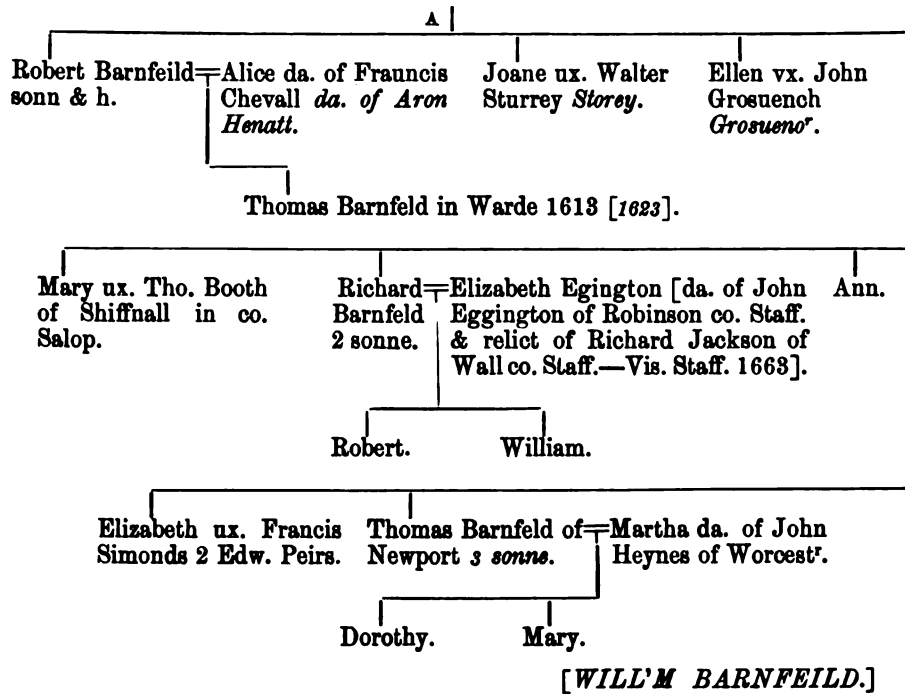 A
Robert Barnfeild=Alice da. of Frauncis Joane ux. Walter Ellen vx. John
sonn & h. Chevall da. of Aron Sturrey Storey. Grosuench
Henatt. Grosuenoʳ.
Thomas Barnfeld in Warde 1613 [1623].
Mary ux. Tho. Booth Richard=Elizabeth Egington [da. of John Ann.
of Shiffnall in co. Barnfeld Eggington of Robinson co. Staff.
Salop. 2 sonne. & relict of Richard Jackson of
Wall co. Staff.—Vis. Staff. 1663].
Robert. William.
Elizabeth ux. Francis Thomas Barnfeld of=Martha da. of John
Simonds 2 Edw. Peirs. Newport 3 sonne. Heynes of Worcestʳ.
Dorothy. Mary.
[WILL'M BARNFEILD.]